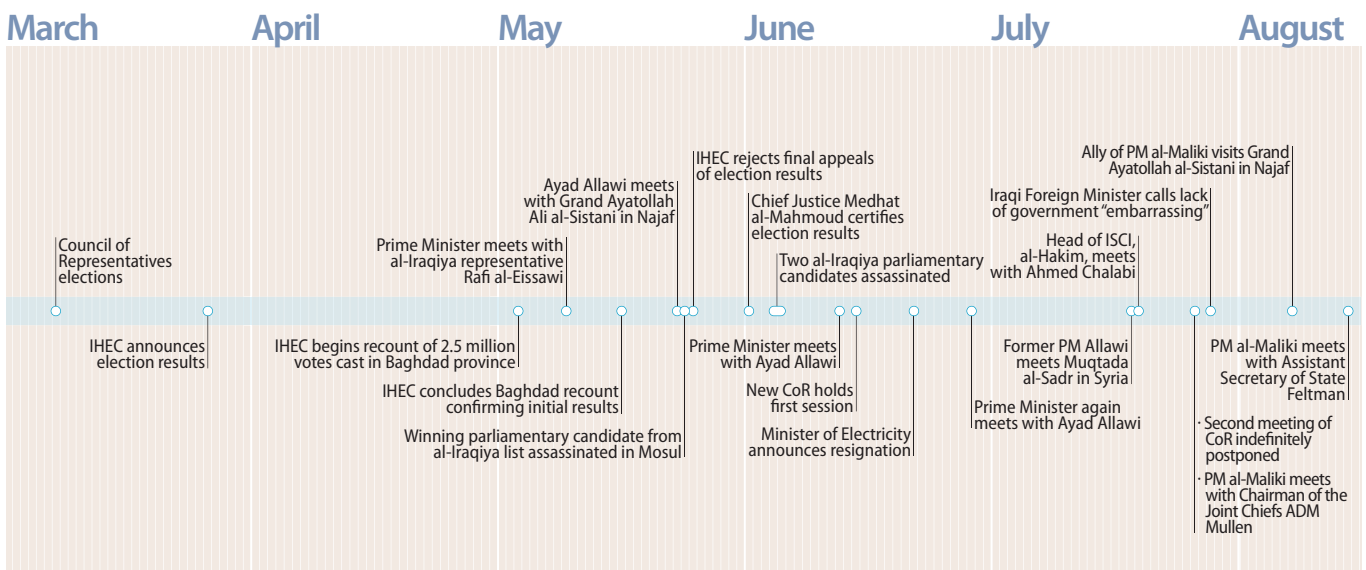 March April May June July August
Council of
Representatives
elections
IHEC announces
election results
IHEC begins recount of 2.5 million
votes cast in Baghdad province
Prime Minister meets with
al-Iraqiya representative
Rafi al-Eissawi
IHEC concludes Baghdad recount
confirming initial results
Ayad Allawi meets
with Grand Ayatollah
Ali al-Sistani in Najaf
Winning parliamentary candidate from
al-Iraqiya list assassinated in Mosul
IHEC rejects final appeals
of election results
Chief Justice Medhat
al-Mahmoud certifies
election results
Two al-Iraqiya parliamentary
candidates assassinated
Prime Minister meets
with Ayad Allawi
New CoR holds
first session
Minister of Electricity
announces resignation
Prime Minister again
meets with Ayad Allawi
Former PM Allawi
meets Muqtada
al-Sadr in Syria
Head of ISCI,
al-Hakim, meets
with Ahmed Chalabi
· Second meeting of
CoR indefinitely
postponed
· PM al-Maliki meets
with Chairman of the
Joint Chiefs ADM
Mullen
Iraqi Foreign Minister calls lack
of government “embarrassing”
Ally of PM al-Maliki visits Grand
Ayatollah al-Sistani in Najaf
PM al-Maliki meets
with Assistant
Secretary of State
Feltman